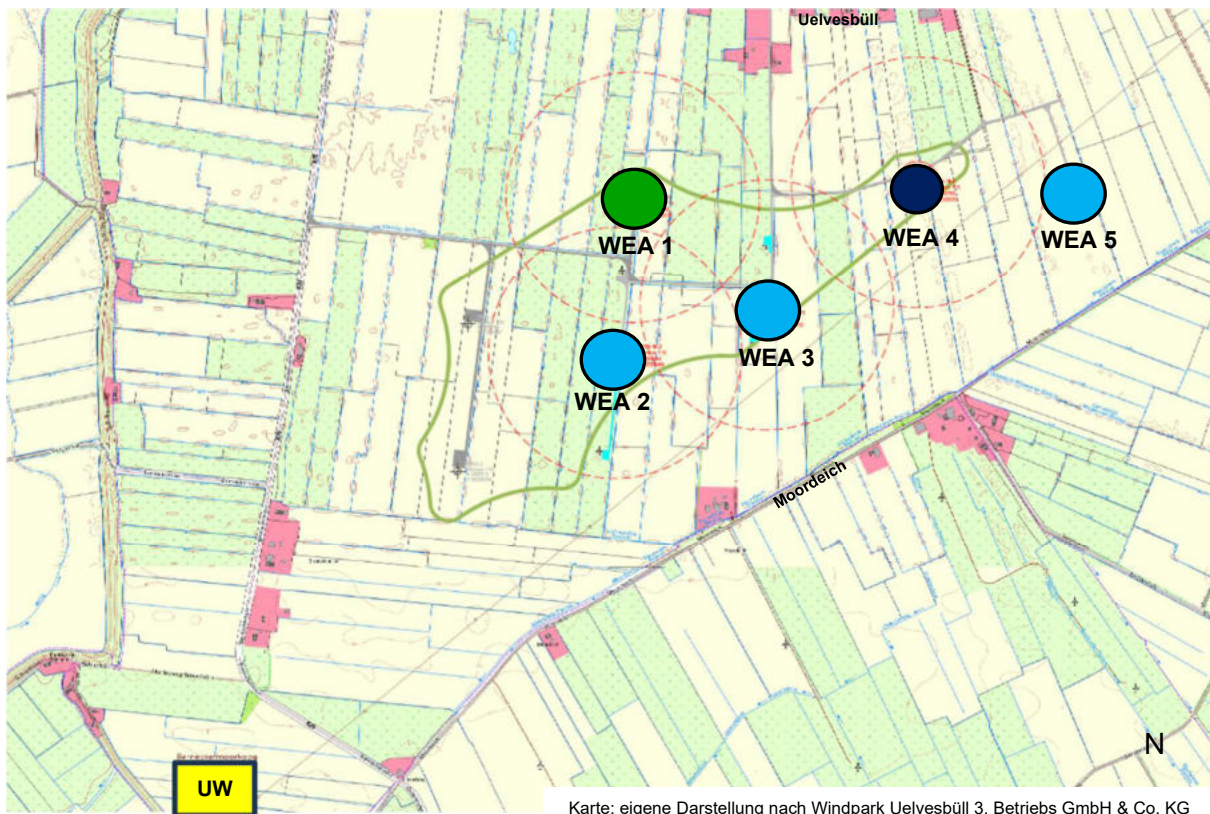 Uelvesbüll
WEA 1
WEA 4
WEA 5
WEA 3
WEA 2
Moordeich
N
UW
Karte: eigene Darstellung nach Windpark Uelvesbüll 3. Betriebs GmbH & Co. KG